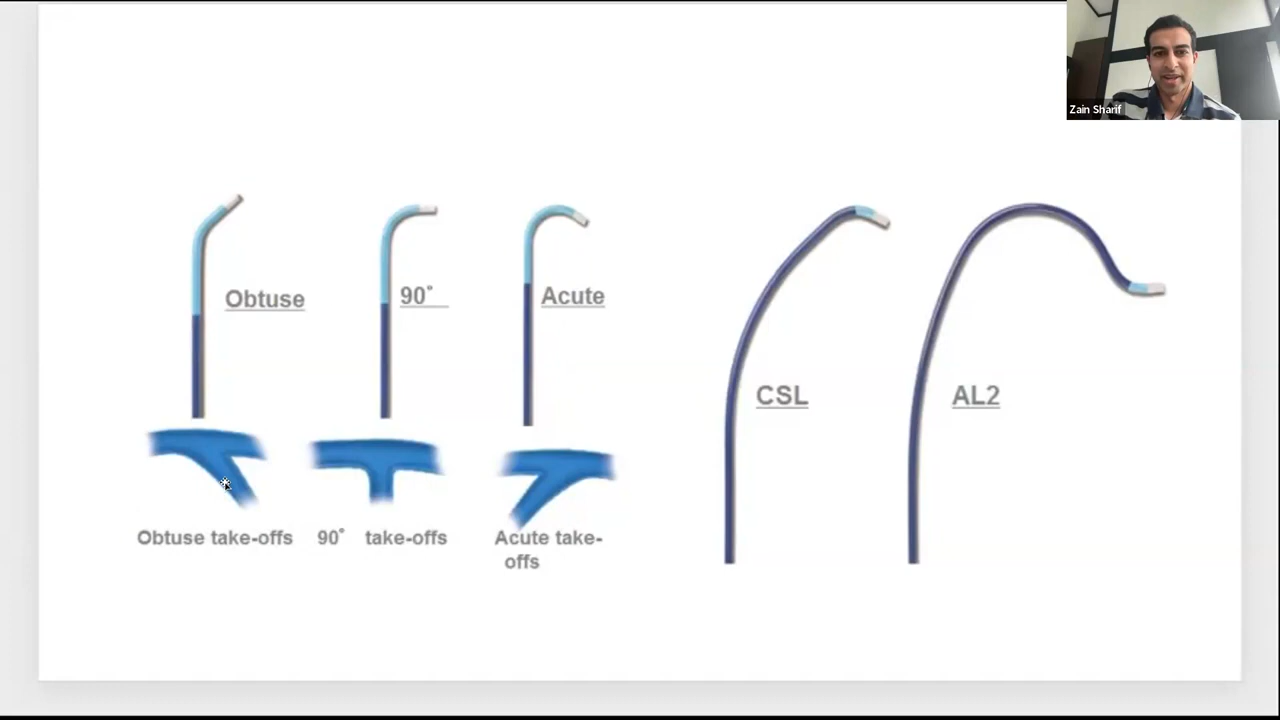 Zain Sharif
Obtuse
90°
Acute
CSL
AL2
Obtuse take-offs
90° take-offs
Acute take-
offs